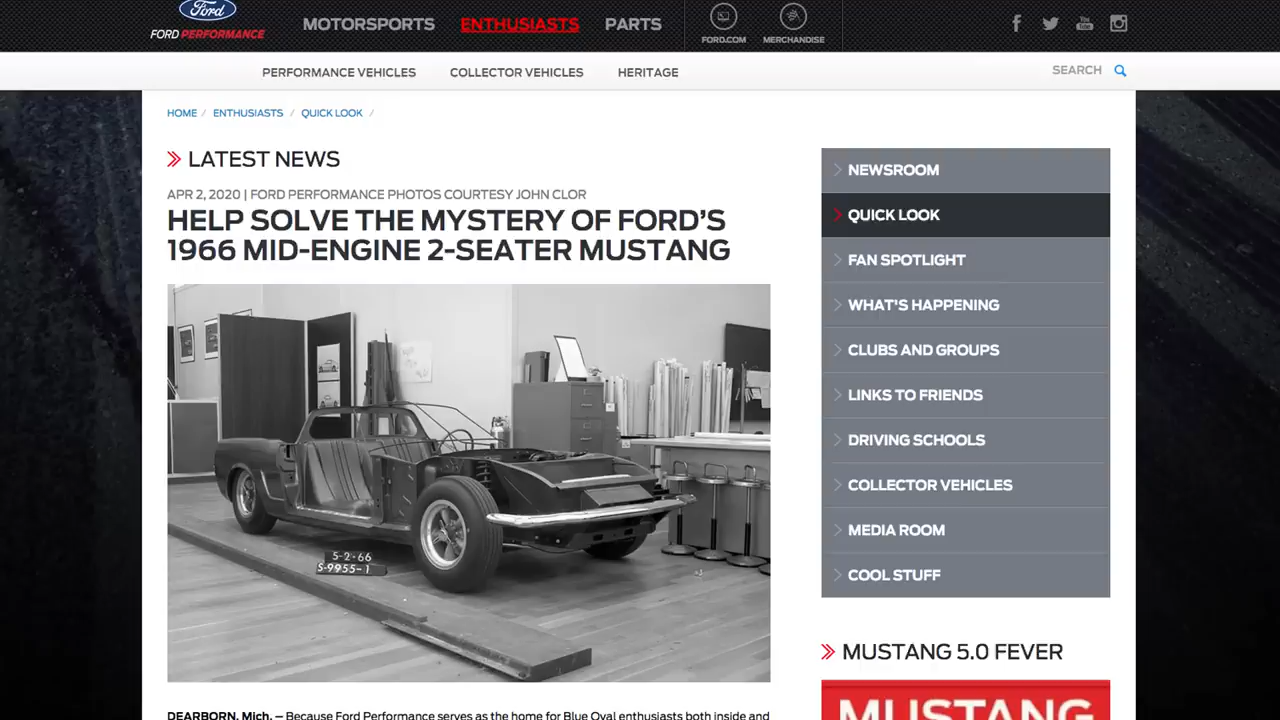 Ford
FORD PERFORMANCE
MOTORSPORTS
ENTHUSIASTS
PARTS
FORD.COM
MERCHANDISE
PERFORMANCE VEHICLES
COLLECTOR VEHICLES
HERITAGE
SEARCH
HOME / ENTHUSIASTS / QUICK LOOK /
LATEST NEWS
APR 2, 2020 | FORD PERFORMANCE PHOTOS COURTESY JOHN CLOR
HELP SOLVE THE MYSTERY OF FORD'S
1966 MID-ENGINE 2-SEATER MUSTANG
5-2-66
S-9955-1
DEARBORN, Mich. – Because Ford Performance serves as the home for Blue Oval enthusiasts both inside and
NEWSROOM
QUICK LOOK
FAN SPOTLIGHT
WHAT'S HAPPENING
CLUBS AND GROUPS
LINKS TO FRIENDS
DRIVING SCHOOLS
COLLECTOR VEHICLES
MEDIA ROOM
COOL STUFF
MUSTANG 5.0 FEVER
MUSTANG